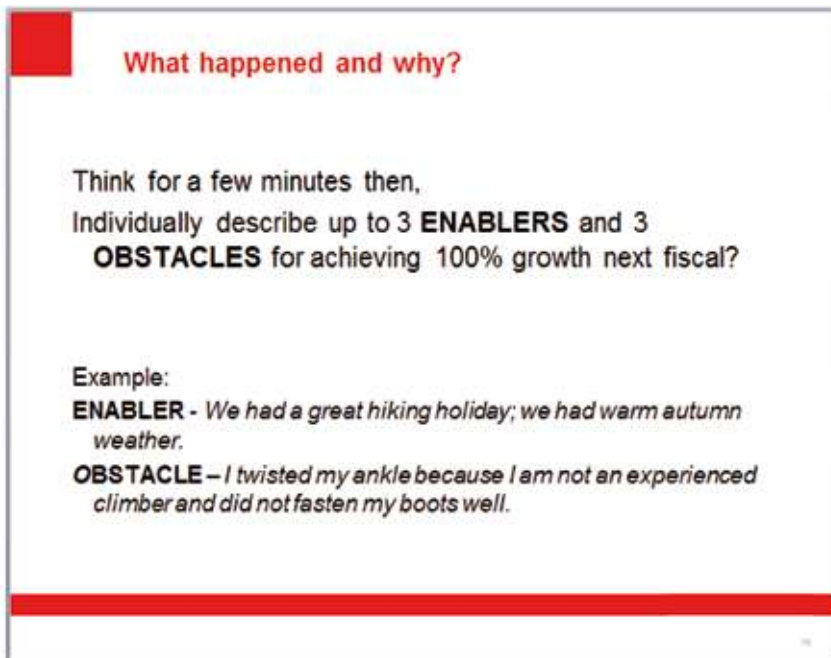 What happened and why?
Think for a few minutes then,
Individually describe up to 3 ENABLERS and 3
OBSTACLES for achieving 100% growth next fiscal?
Example:
ENABLER - We had a great hiking holiday; we had warm autumn
weather.
OBSTACLE – I twisted my ankle because I am not an experienced
climber and did not fasten my boots well.